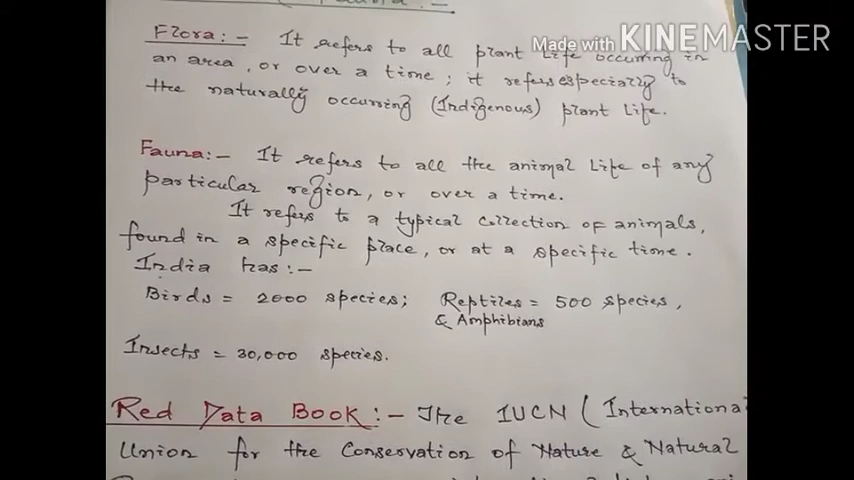 Made with KINEMASTER
Flora:- It refers to all plant Life occurring in
an area, or over a time; it refers especially to
the naturally occuring (Indigenous) plant Life.
Fauna:- It refers to all the animal Life of any
particular region, or over a time.
It refers to a typical collection of animals,
found in a specific place, or at a specific time.
India has:-
Birds = 2000 species; Reptiles = 500 species,
& Amphibians
Insects = 30,000 species.
Red Data Book:- The IUCN (International
Union for the Conservation of Nature & Natural